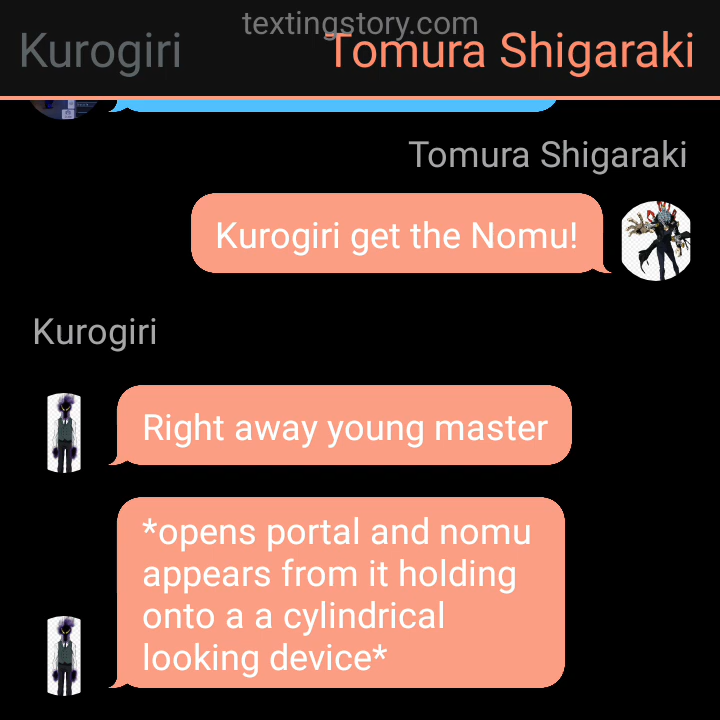 textingstory.com
Kurogiri
Tomura Shigaraki
Tomura Shigaraki
Kurogiri get the Nomu!
Kurogiri
Right away young master
*opens portal and nomu
appears from it holding
onto a a cylindrical
looking device*